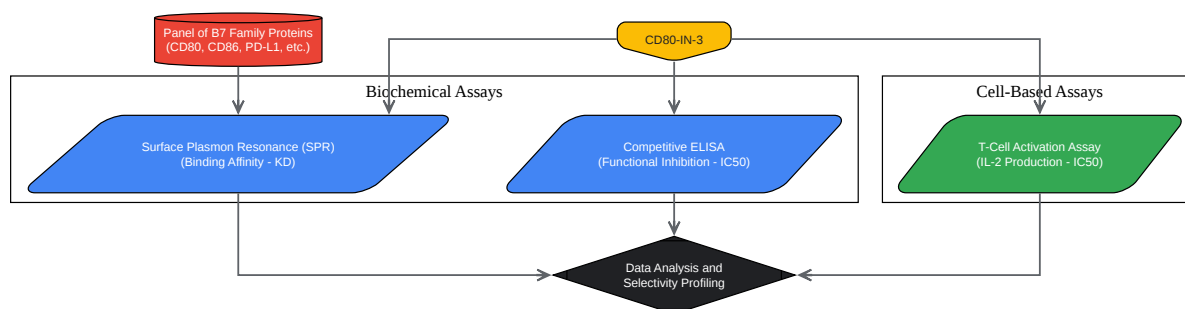 Panel of B7 Family Proteins
(CD80, CD86, PD-L1, etc.)
CD80-IN-3
Biochemical Assays
Cell-Based Assays
Surface Plasmon Resonance (SPR)
(Binding Affinity - KD)
Competitive ELISA
(Functional Inhibition - IC50)
T-Cell Activation Assay
(IL-2 Production - IC50)
Data Analysis and
Selectivity Profiling